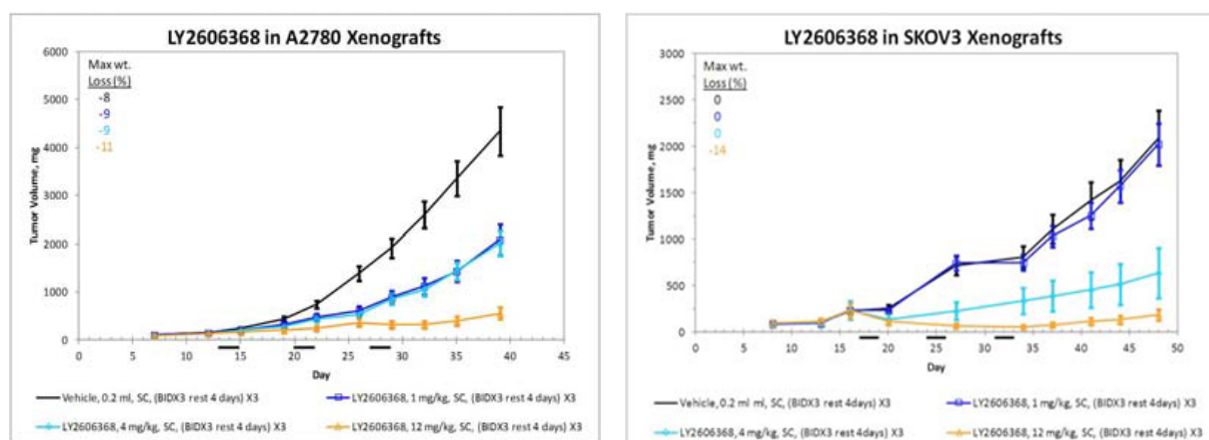 LY2606368 in A2780 Xenografts
6000
5000
4000
3000
2000
1000
0
Tumor Volume, mg
Max wt.
Loss (%)
-8
-9
-9
-11
0 5 10 15 20 25 30 35 40 45
Day
Vehicle, 0.2 ml, SC, (BIDX3 rest 4 days) X3
LY2606368, 1 mg/kg, SC, (BIDX3 rest 4 days) X3
LY2606368, 4 mg/kg, SC, (BIDX3 rest 4 days) X3
LY2606368, 12 mg/kg, SC, (BIDX3 rest 4 days) X3
LY2606368 in SKOV3 Xenografts
3000
2500
2000
1500
1000
500
0
Tumor Volume, mg
Max wt.
Loss (%)
0
0
0
-14
0 5 10 15 20 25 30 35 40 45 50
Day
Vehicle, 0.2 ml ml, SC, (BIDX3 rest 4days) X3
LY2606368, 1 mg/kg, SC, (BIDX3 rest 4 days) X3
LY2606368, 4 mg/kg, SC, (BIDX3 rest 4 days) X3
LY2606368, 12 mg/kg, SC, (BIDX3 rest 4 days) X3